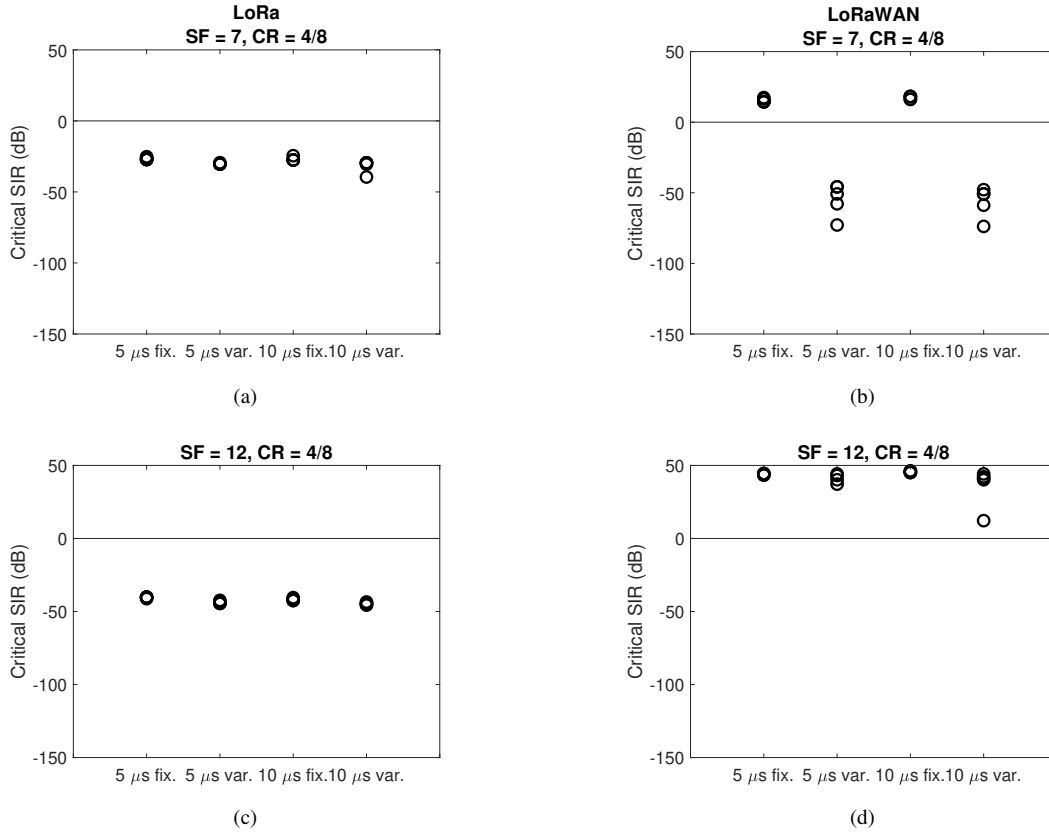 LoRa
SF = 7, CR = 4/8
50
0
-50
-100
-150
Critical SIR (dB)
5 μs fix. 5 μs var. 10 μs fix.10 μs var.
(a)
LoRaWAN
SF = 7, CR = 4/8
50
0
-50
-100
-150
Critical SIR (dB)
5 μs fix. 5 μs var. 10 μs fix.10 μs var.
(b)
SF = 12, CR = 4/8
50
0
-50
-100
-150
Critical SIR (dB)
5 μs fix. 5 μs var. 10 μs fix.10 μs var.
(c)
SF = 12, CR = 4/8
50
0
-50
-100
-150
Critical SIR (dB)
5 μs fix. 5 μs var. 10 μs fix.10 μs var.
(d)